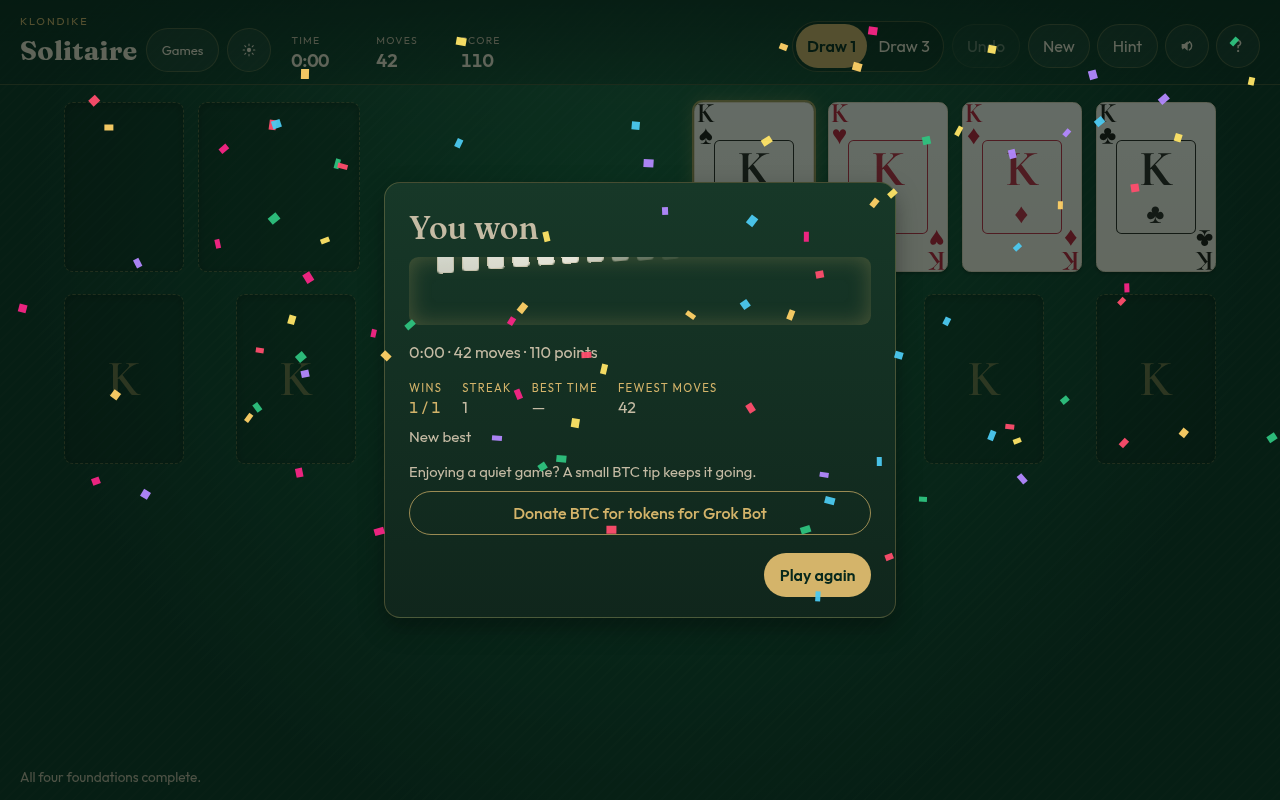 KLONDIKE
Solitaire
Games
TIME
0:00
MOVES
42
CORE
110
Draw 1
Draw 3
Undo
New
Hint
?
K
K
K
K
K
K
K
K
K
K
K
You won
0:00 · 42 moves · 110 points
WINS
1 / 1
STREAK
1
BEST TIME
—
FEWEST MOVES
42
New best
Enjoying a quiet game? A small BTC tip keeps it going.
Donate BTC for tokens for Grok Bot
Play again
K
K
K
K
All four foundations complete.